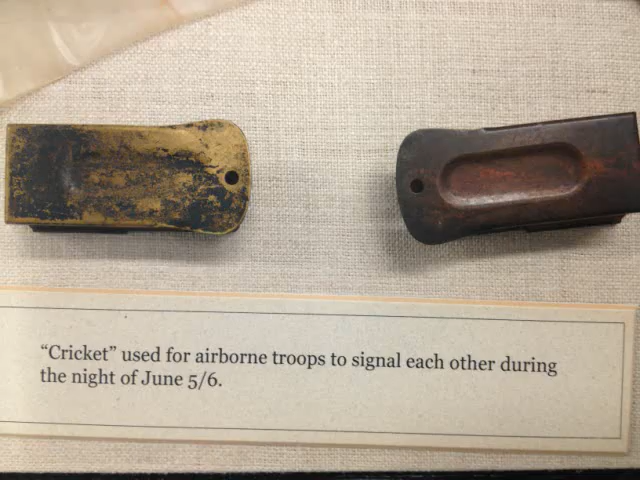 “Cricket” used for airborne troops to signal each other during
the night of June 5/6.